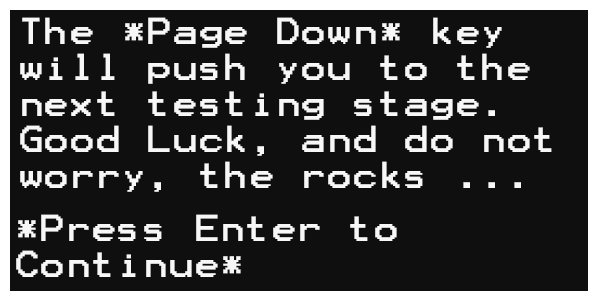 The *Page Down* key
will push you to the
next testing stage.
Good Luck, and do not
worry, the rocks ...
*Press Enter to
Continue*